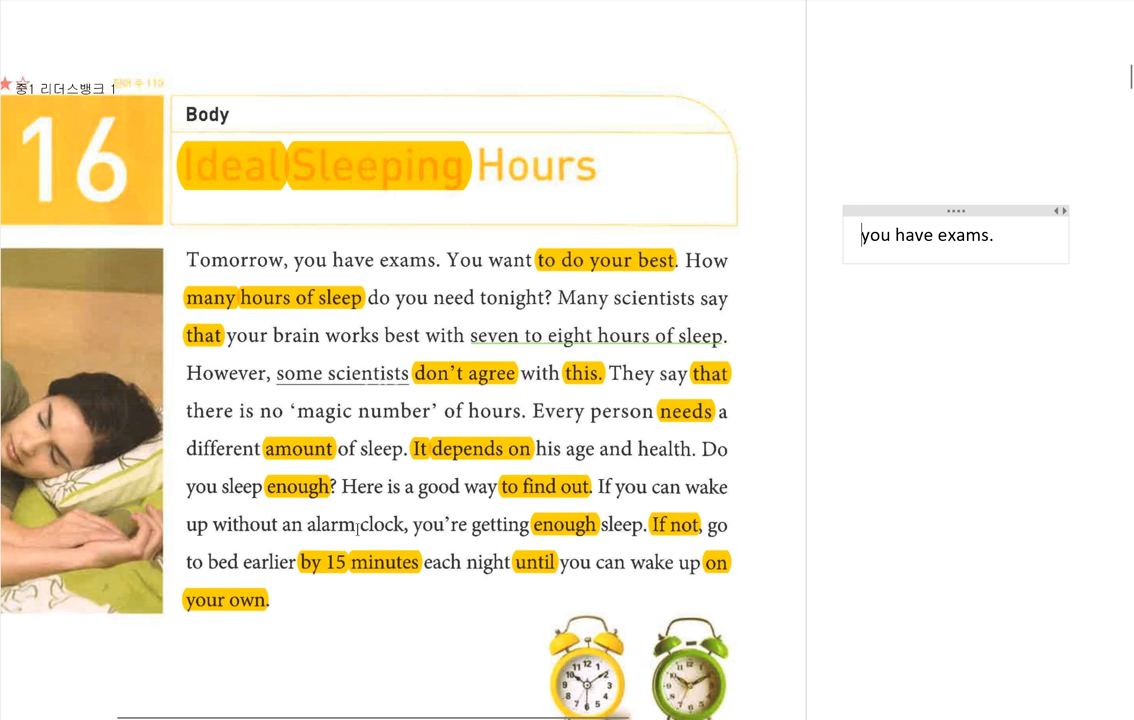 중1 리더스뱅크 1
16
Body
Ideal Sleeping Hours
you have exams.
Tomorrow, you have exams. You want to do your best. How
many hours of sleep do you need tonight? Many scientists say
that your brain works best with seven to eight hours of sleep.
However, some scientists don't agree with this. They say that
there is no 'magic number' of hours. Every person needs a
different amount of sleep. It depends on his age and health. Do
you sleep enough? Here is a good way to find out. If you can wake
up without an alarm clock, you're getting enough sleep. If not, go
to bed earlier by 15 minutes each night until you can wake up on
your own.